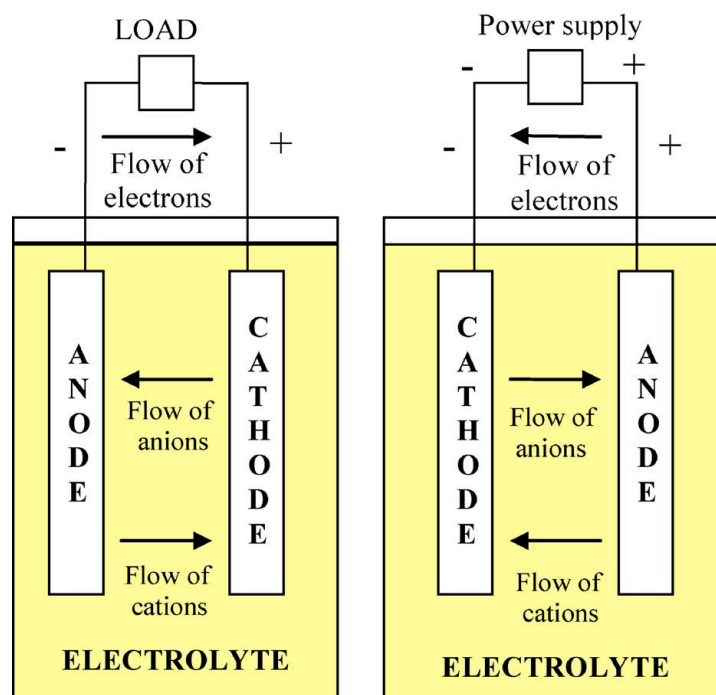 LOAD
-
+
Flow of
electrons
A
N
O
D
E
C
A
T
H
O
D
E
Flow of
anions
Flow of
cations
ELECTROLYTE
Power supply
-
+
-
+
Flow of
electrons
C
A
T
H
O
D
E
A
N
O
D
E
Flow of
anions
Flow of
cations
ELECTROLYTE